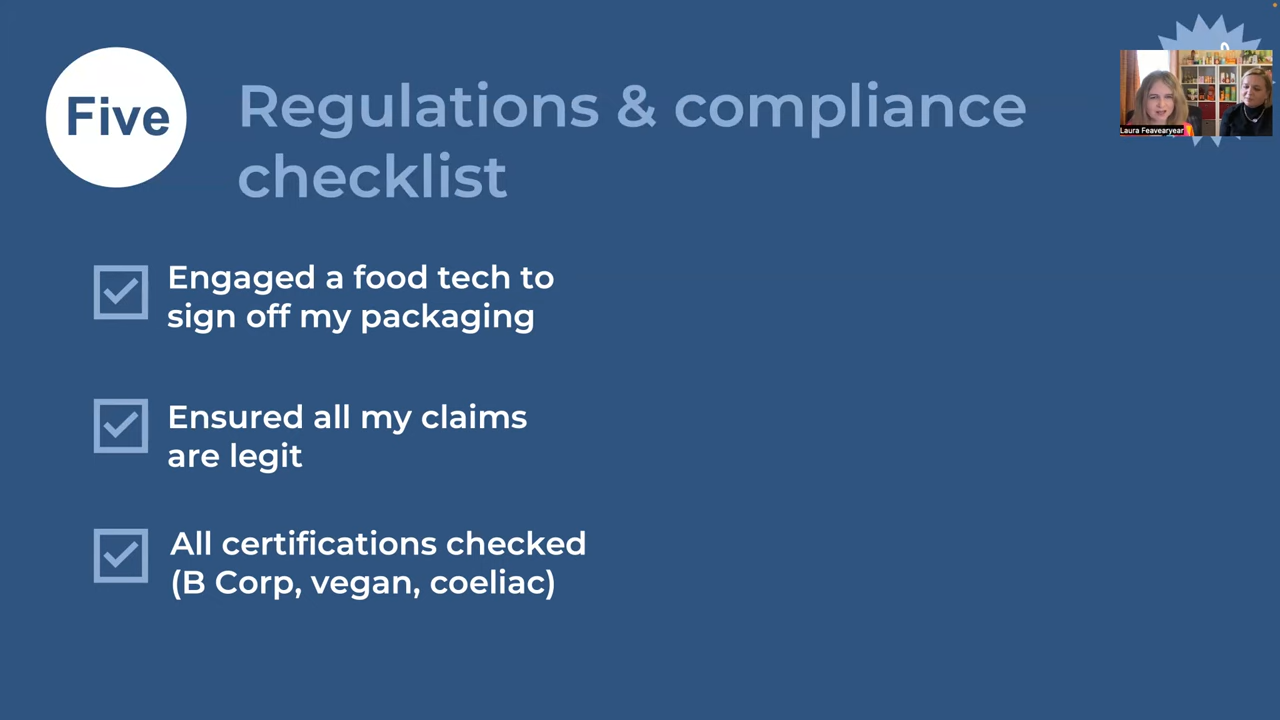 Five
Regulations & compliance
checklist
Laura Feavearyear
Engaged a food tech to
sign off my packaging
Ensured all my claims
are legit
All certifications checked
(B Corp, vegan, coeliac)